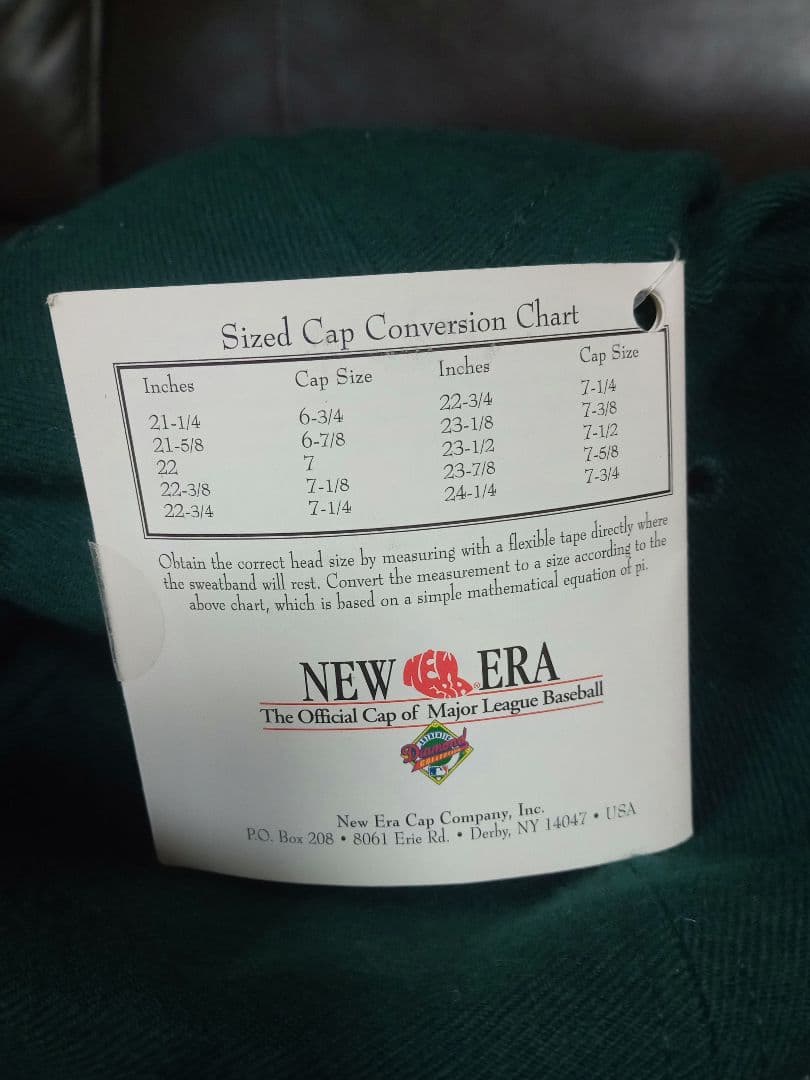 Sized Cap Conversion Chart
Inches Cap Size Inches Cap Size
21-1/4 6-3/4 22-3/4 7-1/4
21-5/8 6-7/8 23-1/8 7-3/8
22 7 23-1/2 7-1/2
22-3/8 7-1/8 23-7/8 7-5/8
22-3/4 7-1/4 24-1/4 7-3/4
Obtain the correct head size by measuring with a flexible tape directly where
the sweatband will rest. Convert the measurement to a size according to the
above chart, which is based on a simple mathematical equation of pi.
NEW NEW ERA ® ERA
The Official Cap of Major League Baseball
AUTHENTIC
Diamond
COLLECTION
New Era Cap Company, Inc.
P.O. Box 208 • 8061 Erie Rd. • Derby, NY 14047 • USA